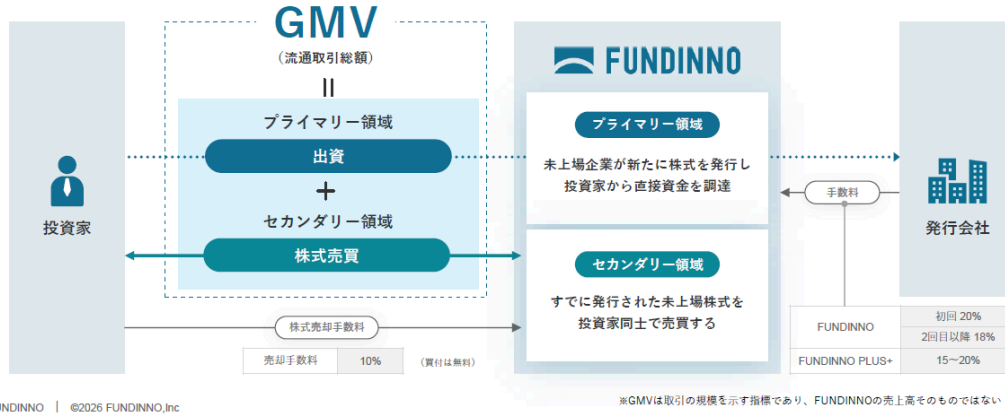 GMV
（流通取引総額）
プライマリー領域
出資
+
セカンダリー領域
株式売買
投資家
株式売却手数料
売却手数料 10% （買付は無料）
FUNDINNO
プライマリー領域
未上場企業が新たに株式を発行し
投資家から直接資金を調達
セカンダリー領域
すでに発行された未上場株式を
投資家同士で売買する
手数料
発行会社
FUNDINNO
初回 20%
2回目以降 18%
FUNDINNO PLUS+ 15〜20%
※GMVは取引の規模を示す指標であり、FUNDINNOの売上高そのものではない
UNDINNO | ©2026 FUNDINNO,Inc